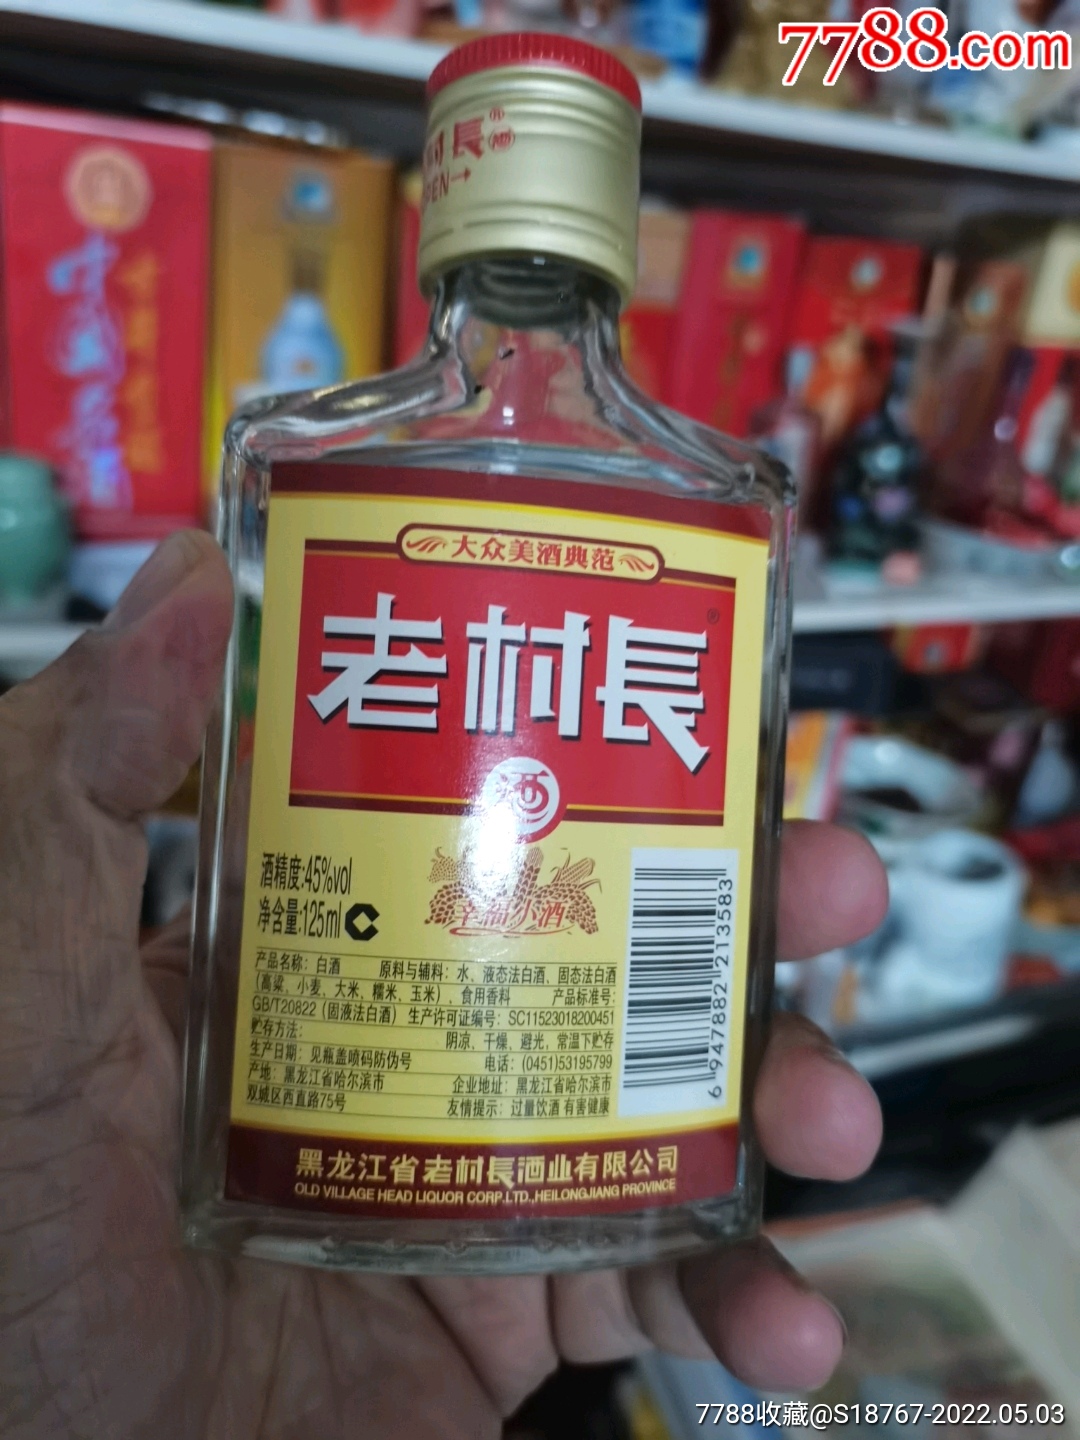 7788.com
村長®
OPEN→
大众美酒典范
老村長®
酒
幸福小酒
酒精度:45%vol
净含量:125ml
产品名称：白酒 原料与辅料：水、液态法白酒、固态法白酒
（高粱、小麦、大米、糯米、玉米）、食用香料 产品标准号：
GB/T20822（固液法白酒） 生产许可证编号：SC11523018200451
贮存方法： 阴凉、干燥、避光，常温下贮存
生产日期：见瓶盖喷码防伪号 电话：(0451)53195799
产地：黑龙江省哈尔滨市 企业地址：黑龙江省哈尔滨市
双城区西直路75号 友情提示：过量饮酒 有害健康
6 947882 213583
黑龙江省老村長酒业有限公司
OLD VILLAGE HEAD LIQUOR CORP.LTD.,HEILONGJIANG PROVINCE
7788收藏@S18767-2022.05.03